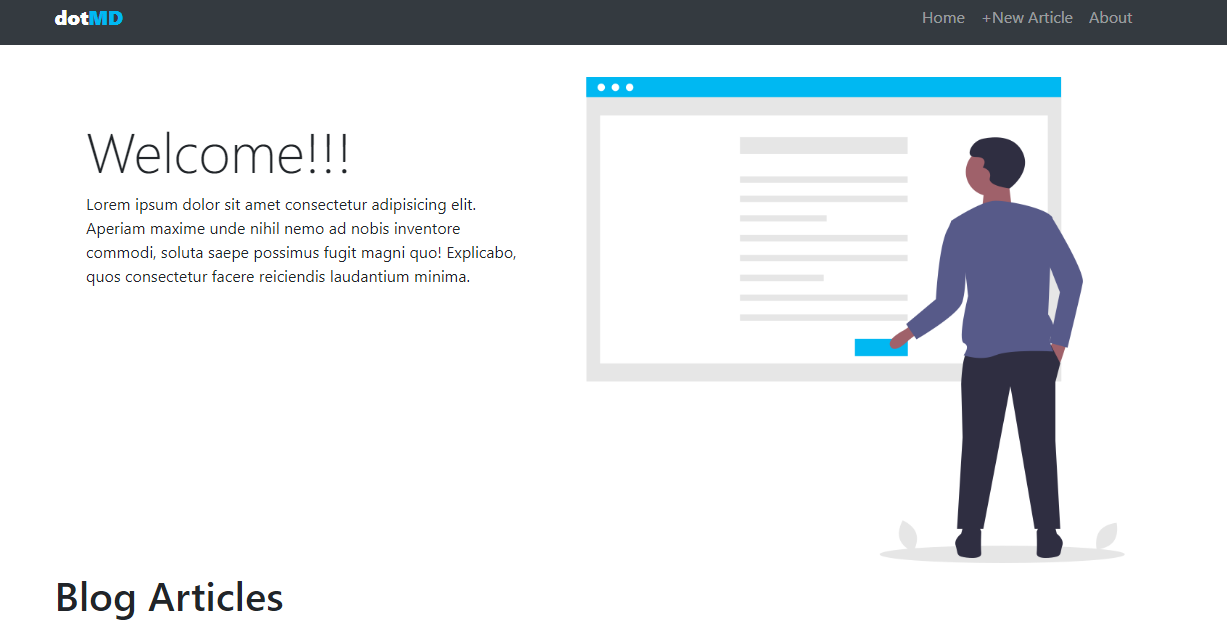 dotMD
Home +New Article About
Welcome!!!
Lorem ipsum dolor sit amet consectetur adipisicing elit.
Aperiam maxime unde nihil nemo ad nobis inventore
commodi, soluta saepe possimus fugit magni quo! Explicabo,
quos consectetur facere reiciendis laudantium minima.
Blog Articles